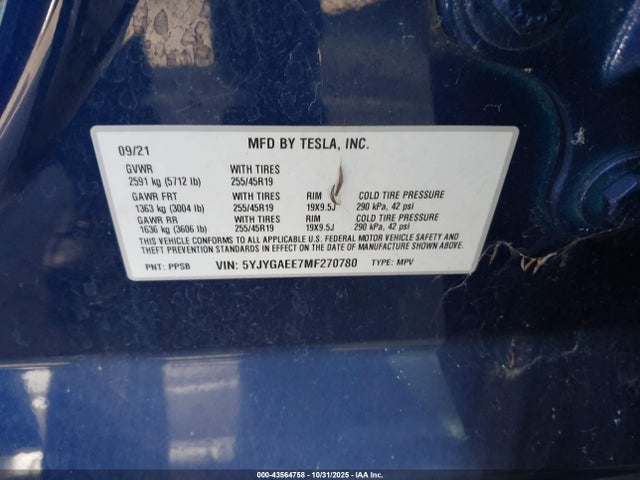 09/21 MFD BY TESLA, INC.
GVWR WITH TIRES
2591 kg (5712 lb) 255/45R19
GAWR FRT WITH TIRES RIM COLD TIRE PRESSURE
1363 kg (3004 lb) 255/45R19 19X9.5J 290 kPa, 42 psi
GAWR RR WITH TIRES RIM COLD TIRE PRESSURE
1636 kg (3606 lb) 255/45R19 19X9.5J 290 kPa, 42 psi
THIS VEHICLE CONFORMS TO ALL APPLICABLE U.S. FEDERAL MOTOR VEHICLE SAFETY AND
THEFT PREVENTION STANDARDS IN EFFECT ON THE DATE OF MANUFACTURE SHOWN ABOVE.
PNT: PPSB VIN: 5YJYGAEE7MF270780 TYPE: MPV
000-43564758 - 10/31/2025 - © IAA Inc.